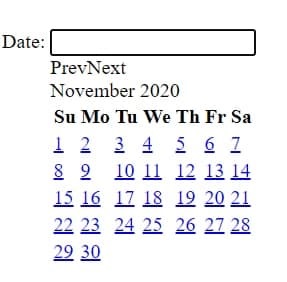 Date:
PrevNext
November 2020
Su Mo Tu We Th Fr Sa
1 2 3 4 5 6 7
8 9 10 11 12 13 14
15 16 17 18 19 20 21
22 23 24 25 26 27 28
29 30